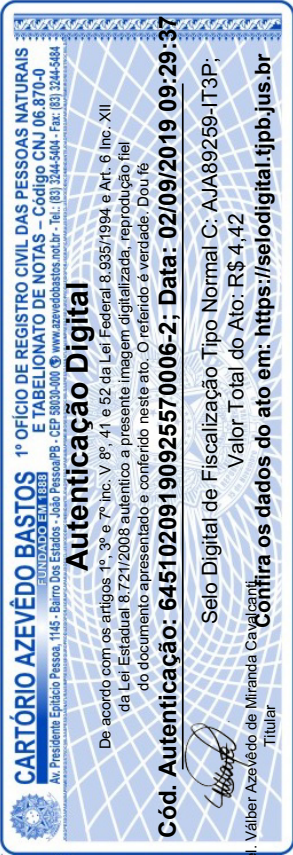 CARTÓRIO AZEVÊDO BASTOS
FUNDADO EM 1888
1º OFÍCIO DE REGISTRO CIVIL DAS PESSOAS NATURAIS
E TABELIONATO DE NOTAS – Código CNJ 06.870-0
Av. Presidente Epitácio Pessoa, 1145 - Bairro Dos Estados - João Pessoa/PB - CEP 58030-001 www.azevedobastos.not.br - Tel.: (83) 3244-5404 - Fax: (83) 3244-5484
Autenticação Digital
De acordo com os artigos 1º, 3º e 7º inc. V 8º, 41 e 52 da Lei Federal 8.935/1994 e Art. 6 Inc. XII
da Lei Estadual 8.721/2008 autentico a presente imagem digitalizada, reprodução fiel
do documento apresentado e conferido neste ato. O referido é verdade. Dou fé
Cód. Autenticação: 64510209190925570006-2; Data: 02/09/2019 09:29:37
Selo Digital de Fiscalização Tipo Normal C: AJA89259-IT3P;
Valor Total do Ato: R$ 4,42
l. Válber Azevêdo de Miranda Cavalcanti
Titular
Confira os dados do ato em: https://selodigital.tjpb.jus.br